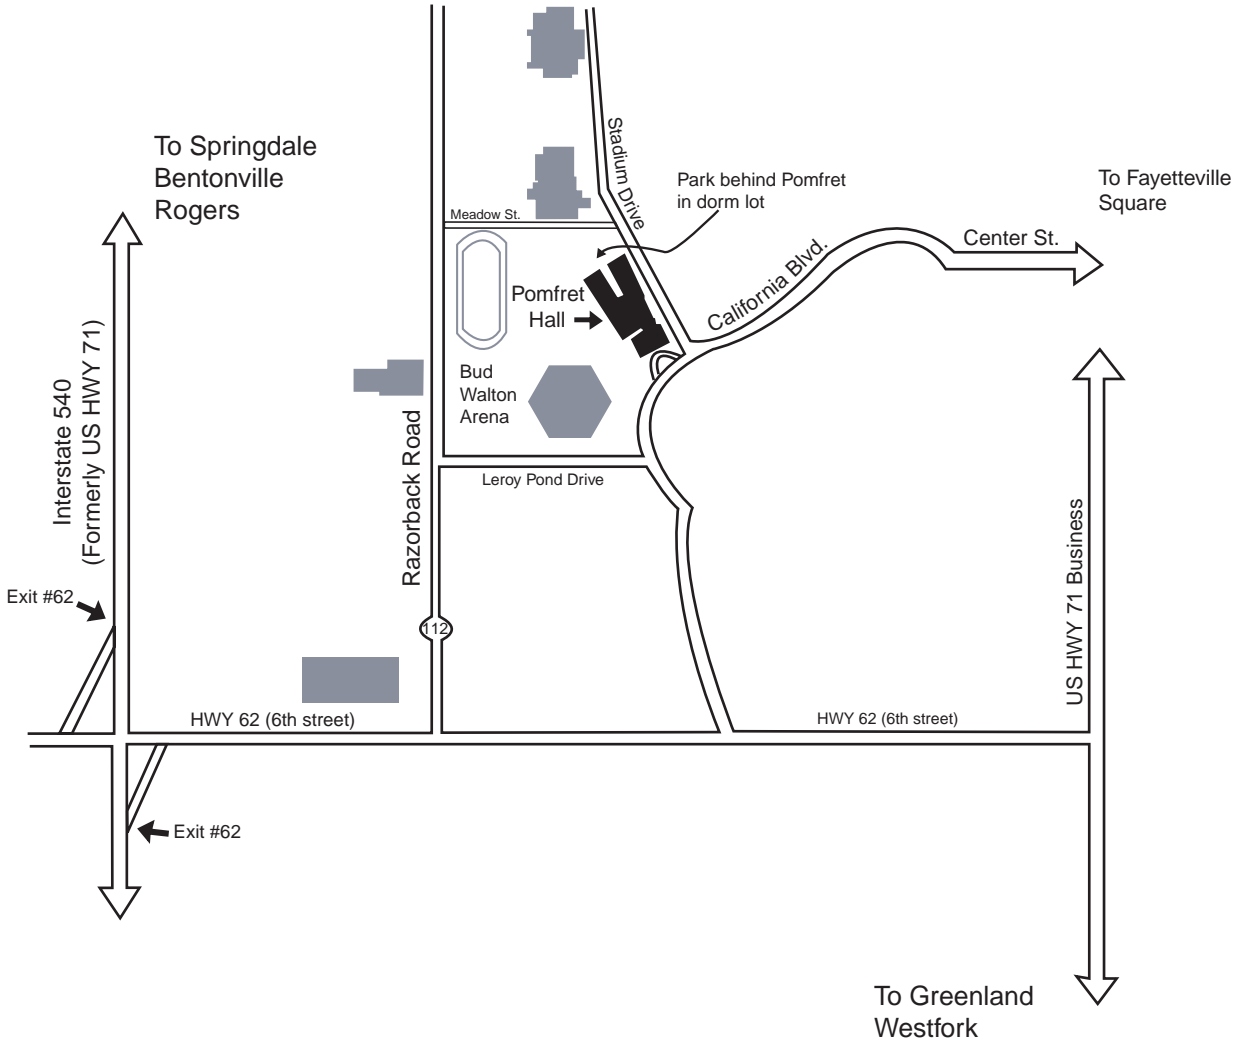 To Springdale
Bentonville
Rogers
Stadium Drive
Park behind Pomfret
in dorm lot
To Fayetteville
Square
Meadow St.
Center St.
California Blvd.
Pomfret
Hall
Interstate 540
(Formerly US HWY 71)
Bud
Walton
Arena
Razorback Road
Leroy Pond Drive
US HWY 71 Business
Exit #62
112
HWY 62 (6th street)
HWY 62 (6th street)
Exit #62
To Greenland
Westfork